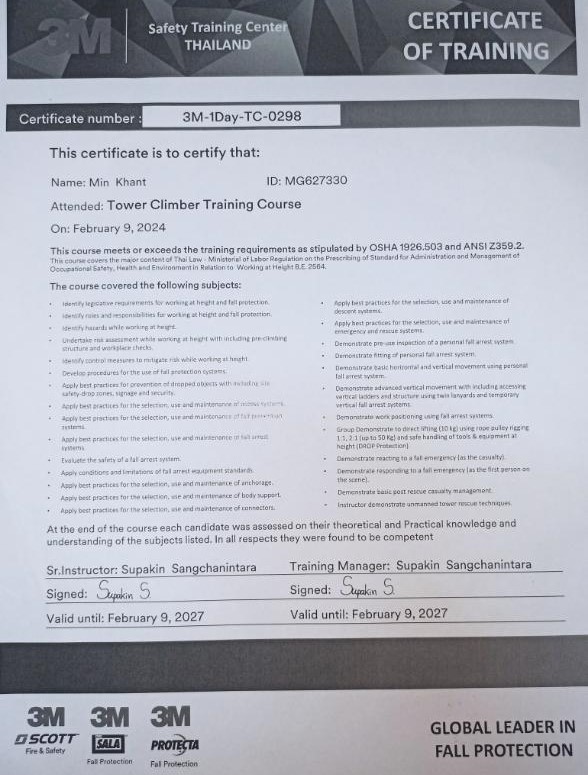 3M
Safety Training Center
THAILAND
CERTIFICATE
OF TRAINING
Certificate number :
3M-1Day-TC-0298
This certificate is to certify that:
Name: Min Khant
ID: MG627330
Attended: Tower Climber Training Course
On: February 9, 2024
This course meets or exceeds the training requirements as stipulated by OSHA 1926.503 and ANSI Z359.2.
This course covers the major content of Thai Law - Ministerial of Labor Regulation on the Prescribing of Standard for Administration and Management of
Occupational Safety, Health and Environment in Relation to Working at Height B.E. 2564.
The course covered the following subjects:
• Identify legislative requirements for working at height and fall protection.
• Identify roles and responsibilities for working at height and fall protection.
• Identify hazards while working at height.
• Undertake risk assessment while working at height with including pre-climbing
structure and workplace checks.
• Identify control measures to mitigate risk while working at height.
• Develop procedures for the use of fall protection systems.
• Apply best practices for prevention of dropped objects with including site
safety-drop zones, signage and security.
• Apply best practices for the selection, use and maintenance of access systems.
• Apply best practices for the selection, use and maintenance of fall protection
systems.
• Apply best practices for the selection, use and maintenance of fall arrest
systems.
• Evaluate the safety of a fall arrest system.
• Apply conditions and limitations of fall arrest equipment standards.
• Apply best practices for the selection, use and maintenance of anchorage.
• Apply best practices for the selection, use and maintenance of body support.
• Apply best practices for the selection, use and maintenance of connectors.
• Apply best practices for the selection, use and maintenance of
descent systems.
• Apply best practices for the selection, use and maintenance of
emergency and rescue systems.
• Demonstrate pre-use inspection of a personal fall arrest system.
• Demonstrate fitting of personal fall arrest system.
• Demonstrate basic horizontal and vertical movement using personal
fall arrest system.
• Demonstrate advanced vertical movement with including accessing
vertical ladders and structure using twin lanyards and temporary
vertical fall arrest systems.
• Demonstrate work positioning using fall arrest systems.
• Group Demonstrate to direct lifting (10 kg) using rope pulley rigging
1:1, 2:1 (up to 50 kg) and safe handling of tools & equipment at
height (DROP Protection)
• Demonstrate reacting to a fall emergency (as the casualty).
• Demonstrate responding to a fall emergency (as the first person on
the scene).
• Demonstrate basic post rescue casualty management.
• Instructor demonstrate unmanned tower rescue techniques.
At the end of the course each candidate was assessed on their theoretical and Practical knowledge and
understanding of the subjects listed. In all respects they were found to be competent
Sr.Instructor: Supakin Sangchanintara
Training Manager: Supakin Sangchanintara
Signed: Supakin S.
Signed: Supakin S.
Valid until: February 9, 2027
Valid until: February 9, 2027
3M 3M 3M
SCOTT
Fire & Safety
SALA
Fall Protection
PROTECTA
Fall Protection
GLOBAL LEADER IN
FALL PROTECTION